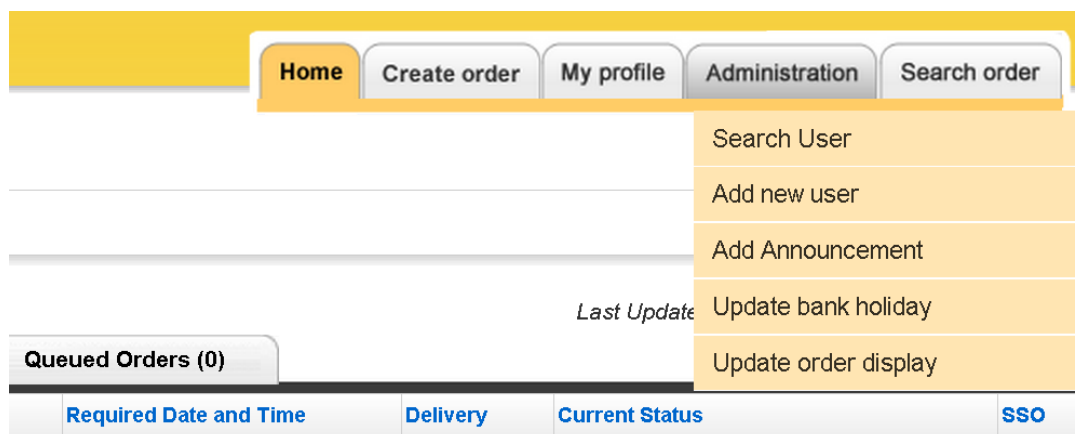 Home Create order My profile Administration Search order
Search User
Add new user
Add Announcement
Last Update
Update bank holiday
Queued Orders (0)
Update order display
Required Date and Time Delivery Current Status SSO